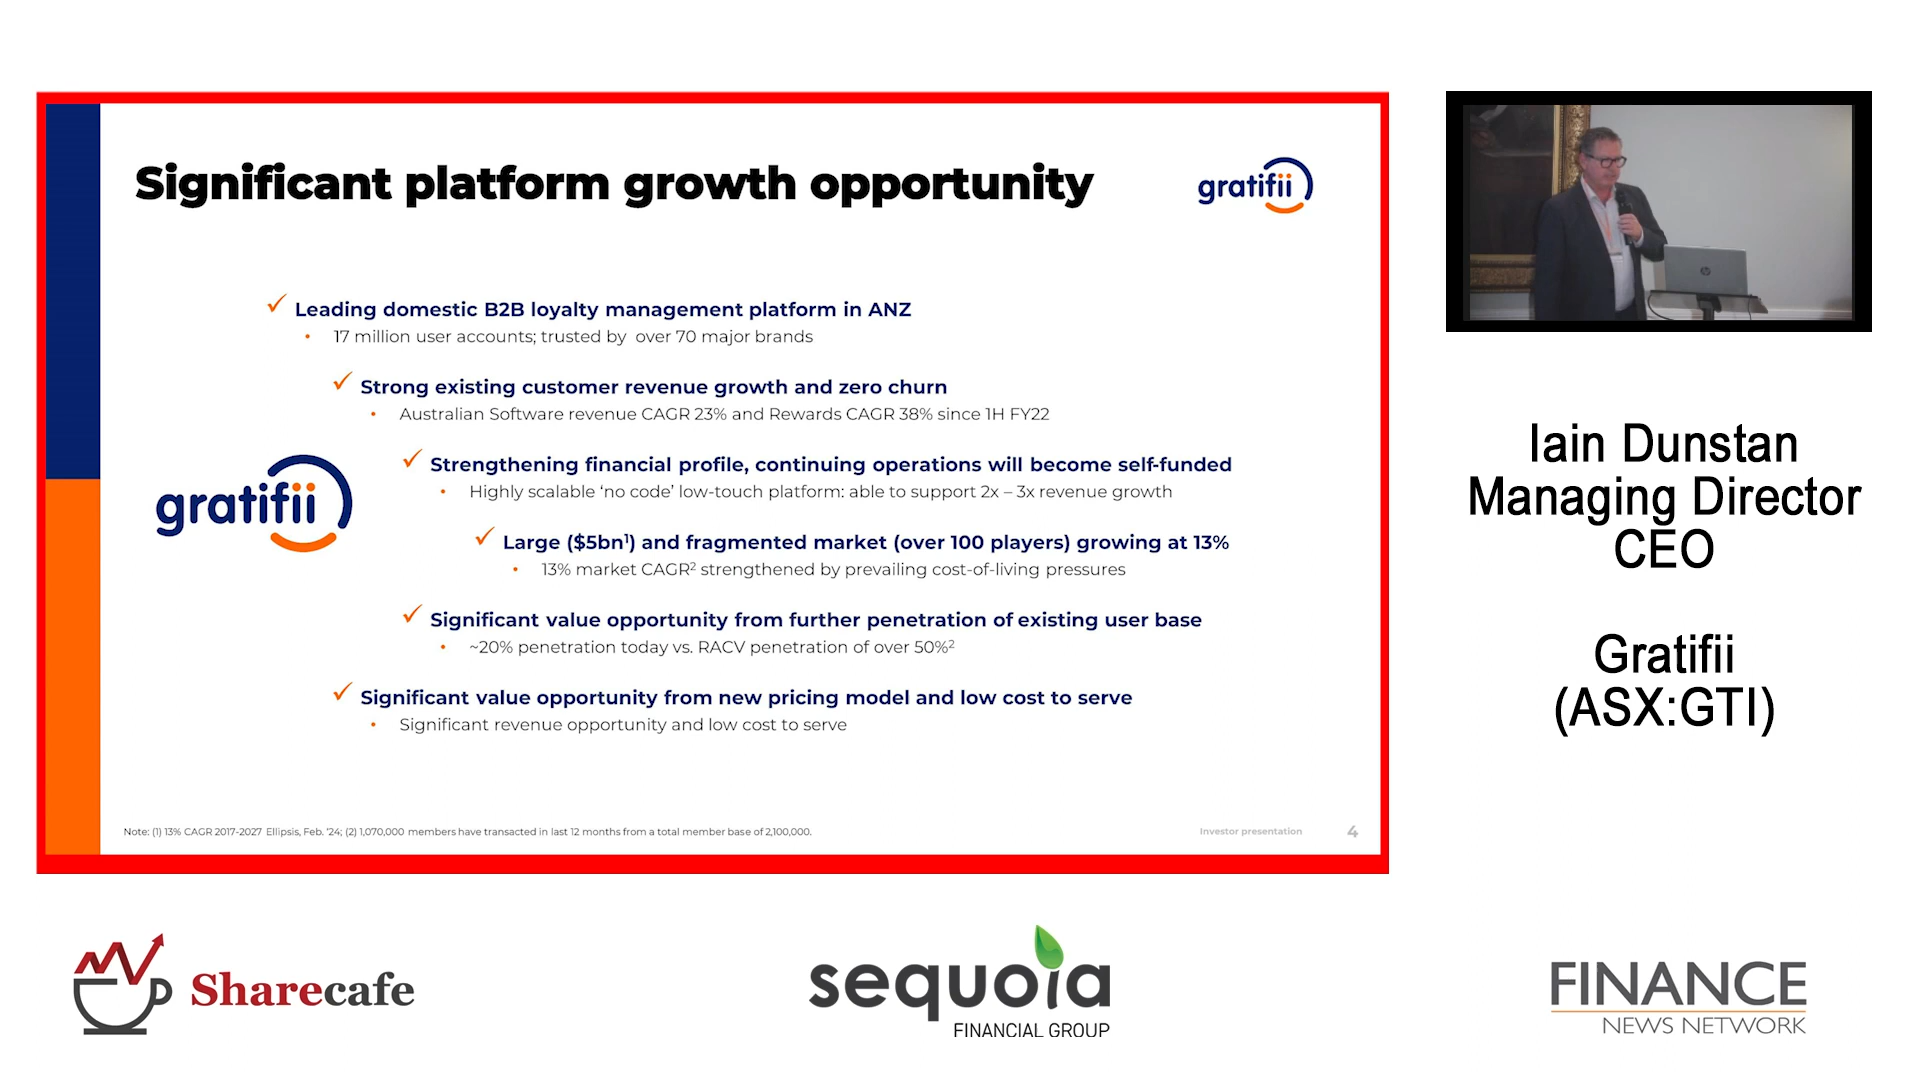 Significant platform growth opportunity
gratifii
✓ Leading domestic B2B loyalty management platform in ANZ
• 17 million user accounts; trusted by over 70 major brands
✓ Strong existing customer revenue growth and zero churn
• Australian Software revenue CAGR 23% and Rewards CAGR 38% since 1H FY22
✓ Strengthening financial profile, continuing operations will become self-funded
• Highly scalable ‘no code’ low-touch platform: able to support 2x – 3x revenue growth
gratifii
✓ Large ($5bn¹) and fragmented market (over 100 players) growing at 13%
• 13% market CAGR² strengthened by prevailing cost-of-living pressures
✓ Significant value opportunity from further penetration of existing user base
• ~20% penetration today vs. RACV penetration of over 50%²
✓ Significant value opportunity from new pricing model and low cost to serve
• Significant revenue opportunity and low cost to serve
Note: (1) 13% CAGR 2017-2027 Ellipsis, Feb. ’24; (2) 1,070,000 members have transacted in last 12 months from a total member base of 2,100,000.
Investor presentation 4
hp
Iain Dunstan
Managing Director
CEO
Gratifii
(ASX:GTI)
Sharecafe
sequoia
FINANCIAL GROUP
FINANCE
NEWS NETWORK